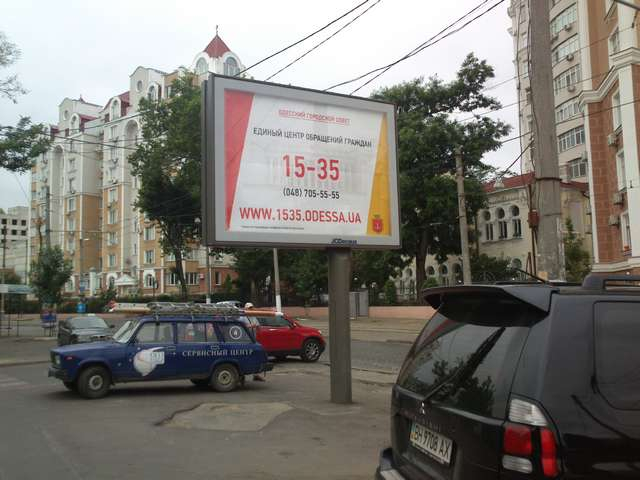 ОДЕССКИЙ ГОРОДСКОЙ СОВЕТ
ЕДИНЫЙ ЦЕНТР ОБРАЩЕНИЙ ГРАЖДАН
15-35
(048) 705-55-55
WWW.1535.ODESSA.UA
JCDecaux
СЕРВИСНЫЙ ЦЕНТР
ВН 9708 АХ